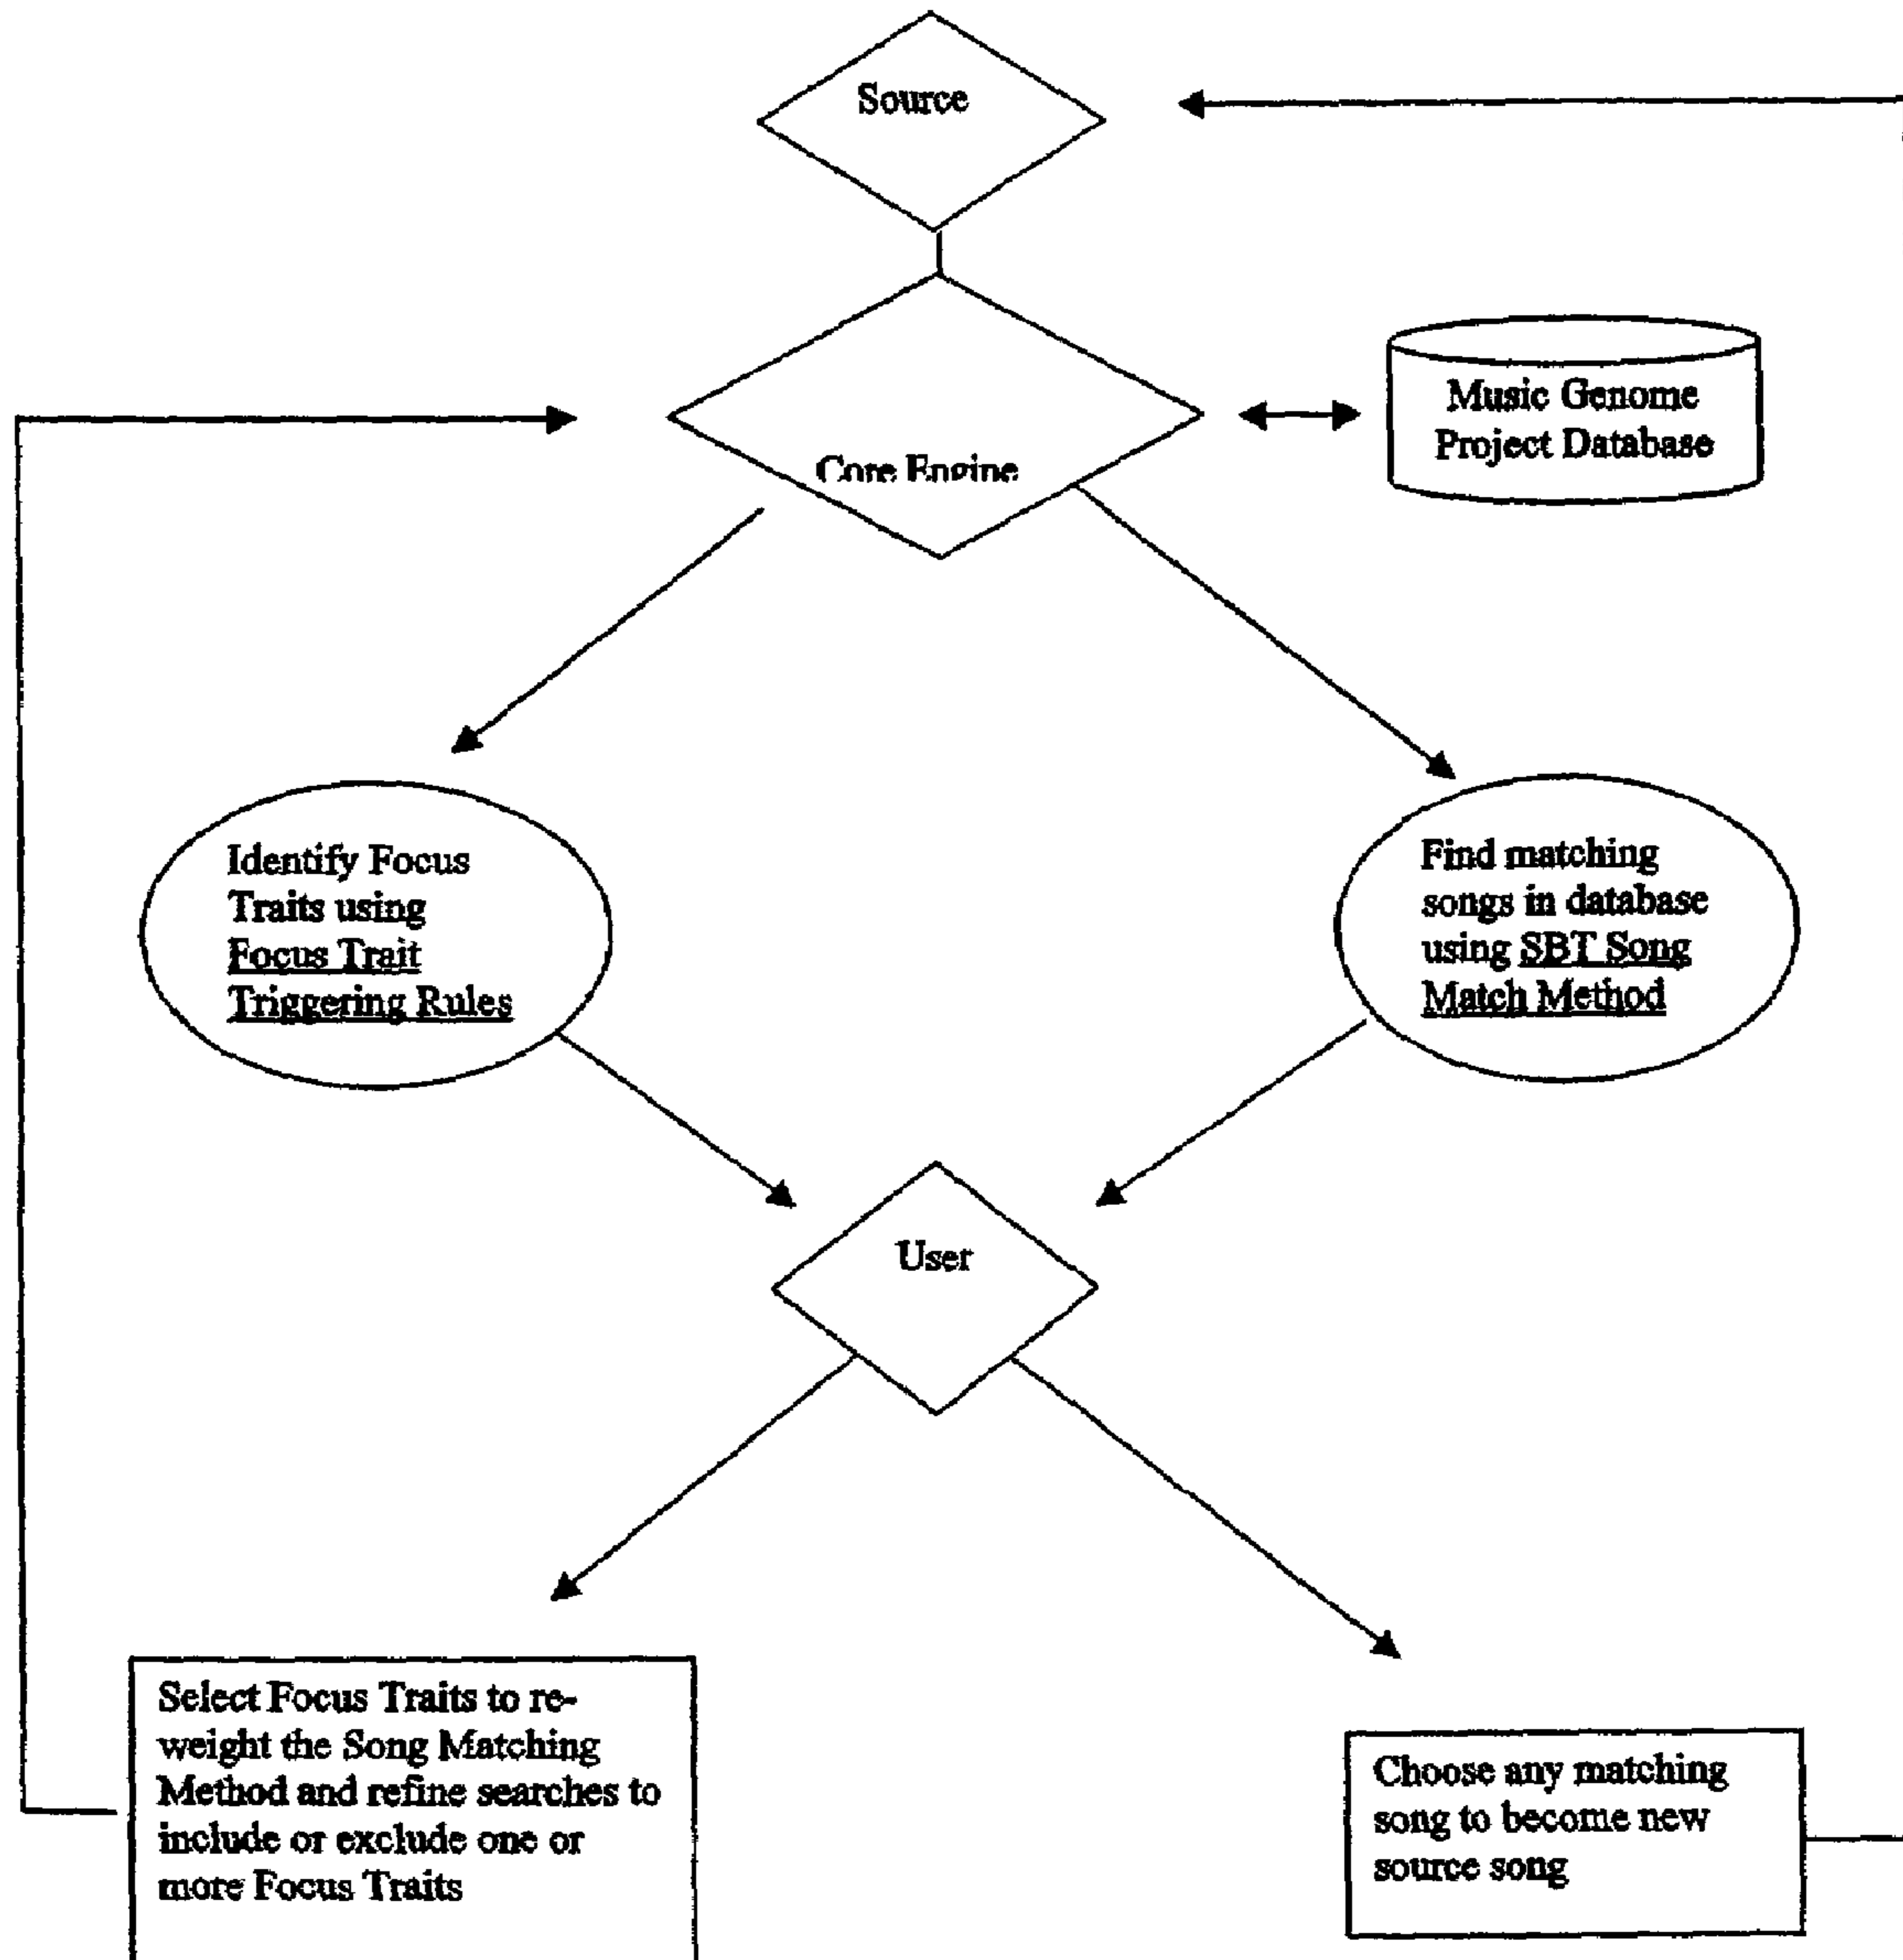 Source
Core Engine
Music Genome
Project Database
Identify Focus
Traits using
Focus Trait
Triggering Rules
Find matching
songs in database
using SBT Song
Match Method
User
Select Focus Traits to re-
weight the Song Matching
Method and refine searches to
include or exclude one or
more Focus Traits
Choose any matching
song to become new
source song